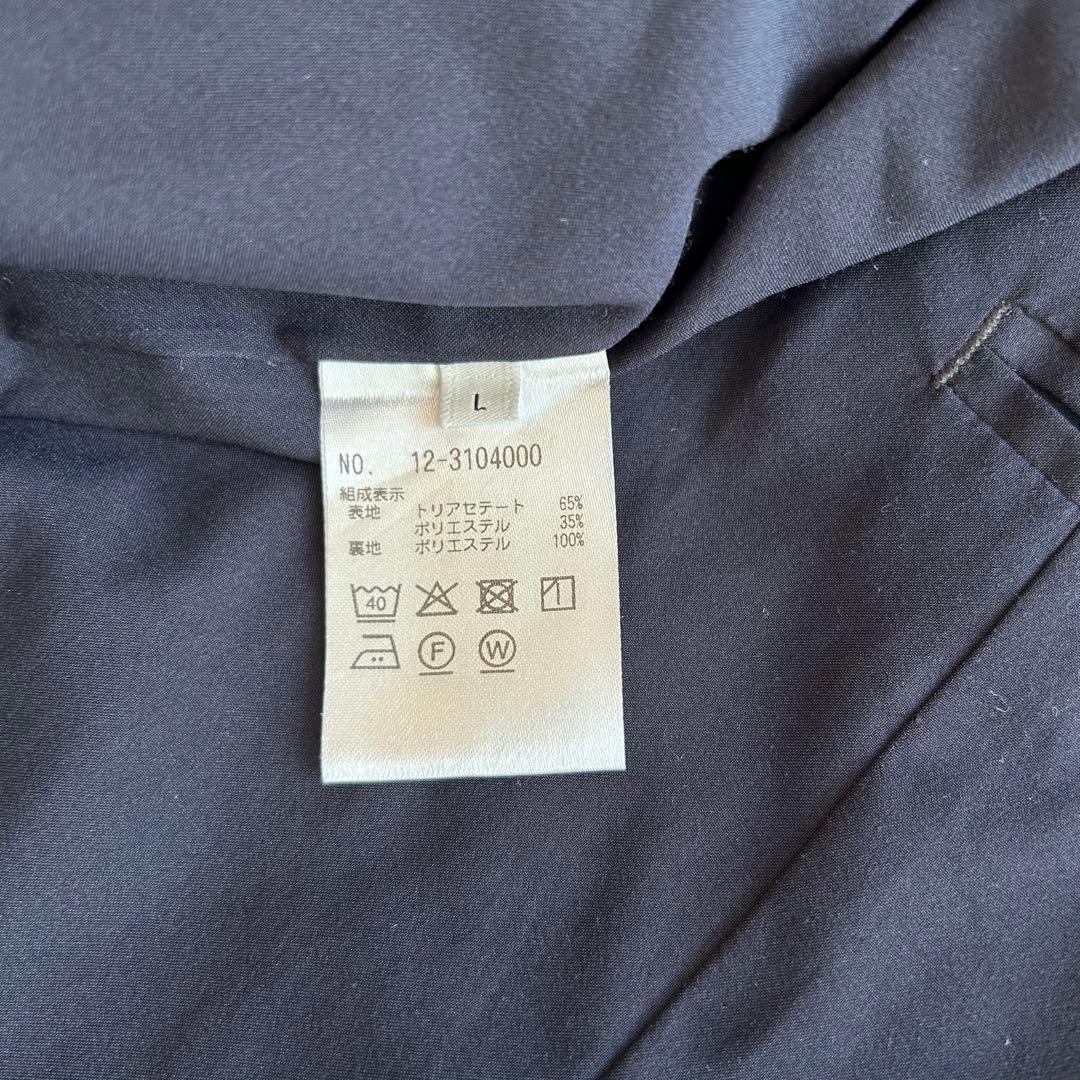 L
NO. 12-3104000
組成表示
表地 トリアセテート 65%
ポリエステル 35%
裏地 ポリエステル 100%
40
F W